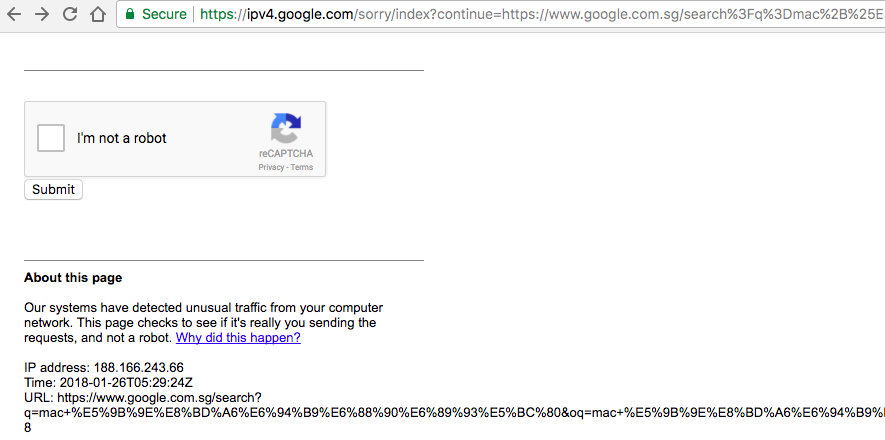 Secure | https://ipv4.google.com/sorry/index?continue=https://www.google.com.sg/search%3Fq%3Dmac%2B%25E
I'm not a robot
reCAPTCHA
Privacy - Terms
Submit
About this page
Our systems have detected unusual traffic from your computer
network. This page checks to see if it's really you sending the
requests, and not a robot. Why did this happen?
IP address: 188.166.243.66
Time: 2018-01-26T05:29:24Z
URL: https://www.google.com.sg/search?
q=mac+%E5%9B%9E%E8%BD%A6%E6%94%B9%E6%88%90%E6%89%93%E5%BC%80&oq=mac+%E5%9B%9E%E8%BD%A6%E6%94%B9%E
8